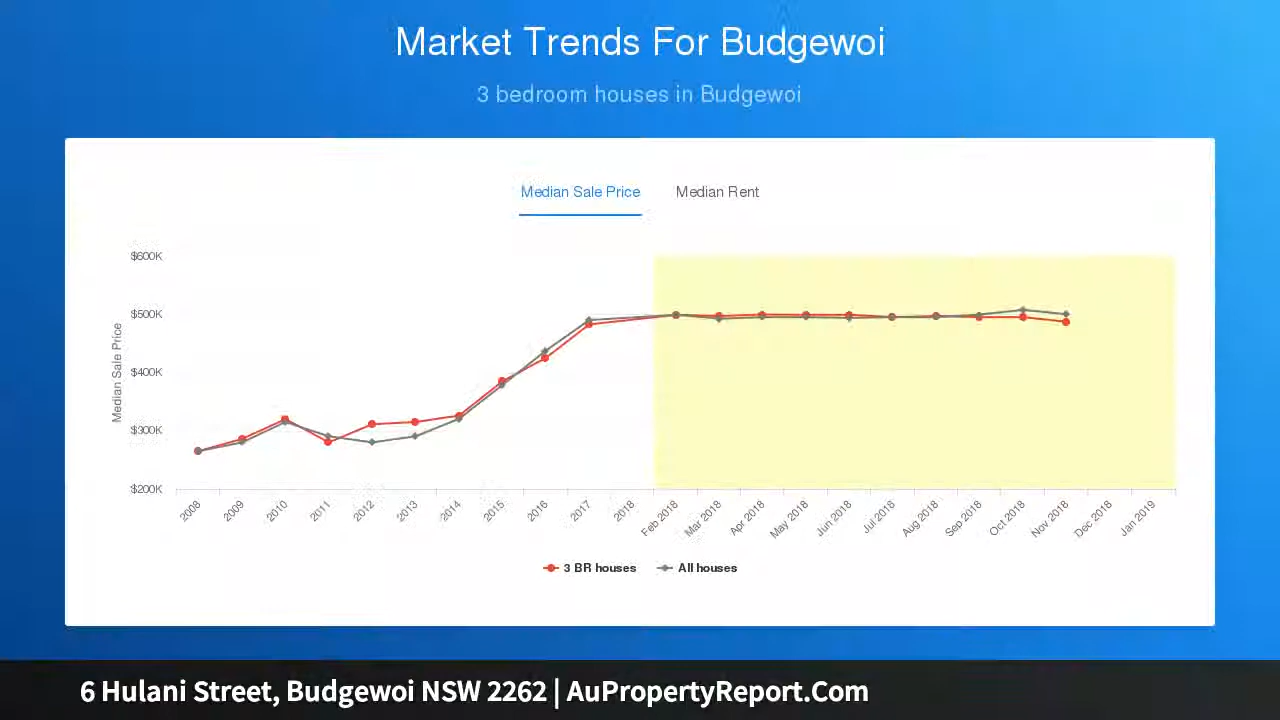 Market Trends For Budgewoi
3 bedroom houses in Budgewoi
Median Sale Price Median Rent
$600K
$500K
$400K
$300K
$200K
Median Sale Price
2008 2009 2010 2011 2012 2013 2014 2015 2016 2017 2018 Feb 2018 Mar 2018 Apr 2018 May 2018 Jun 2018 Jul 2018 Aug 2018 Sep 2018 Oct 2018 Nov 2018 Dec 2018 Jan 2019
3 BR houses All houses
6 Hulani Street, Budgewoi NSW 2262 | AuPropertyReport.Com